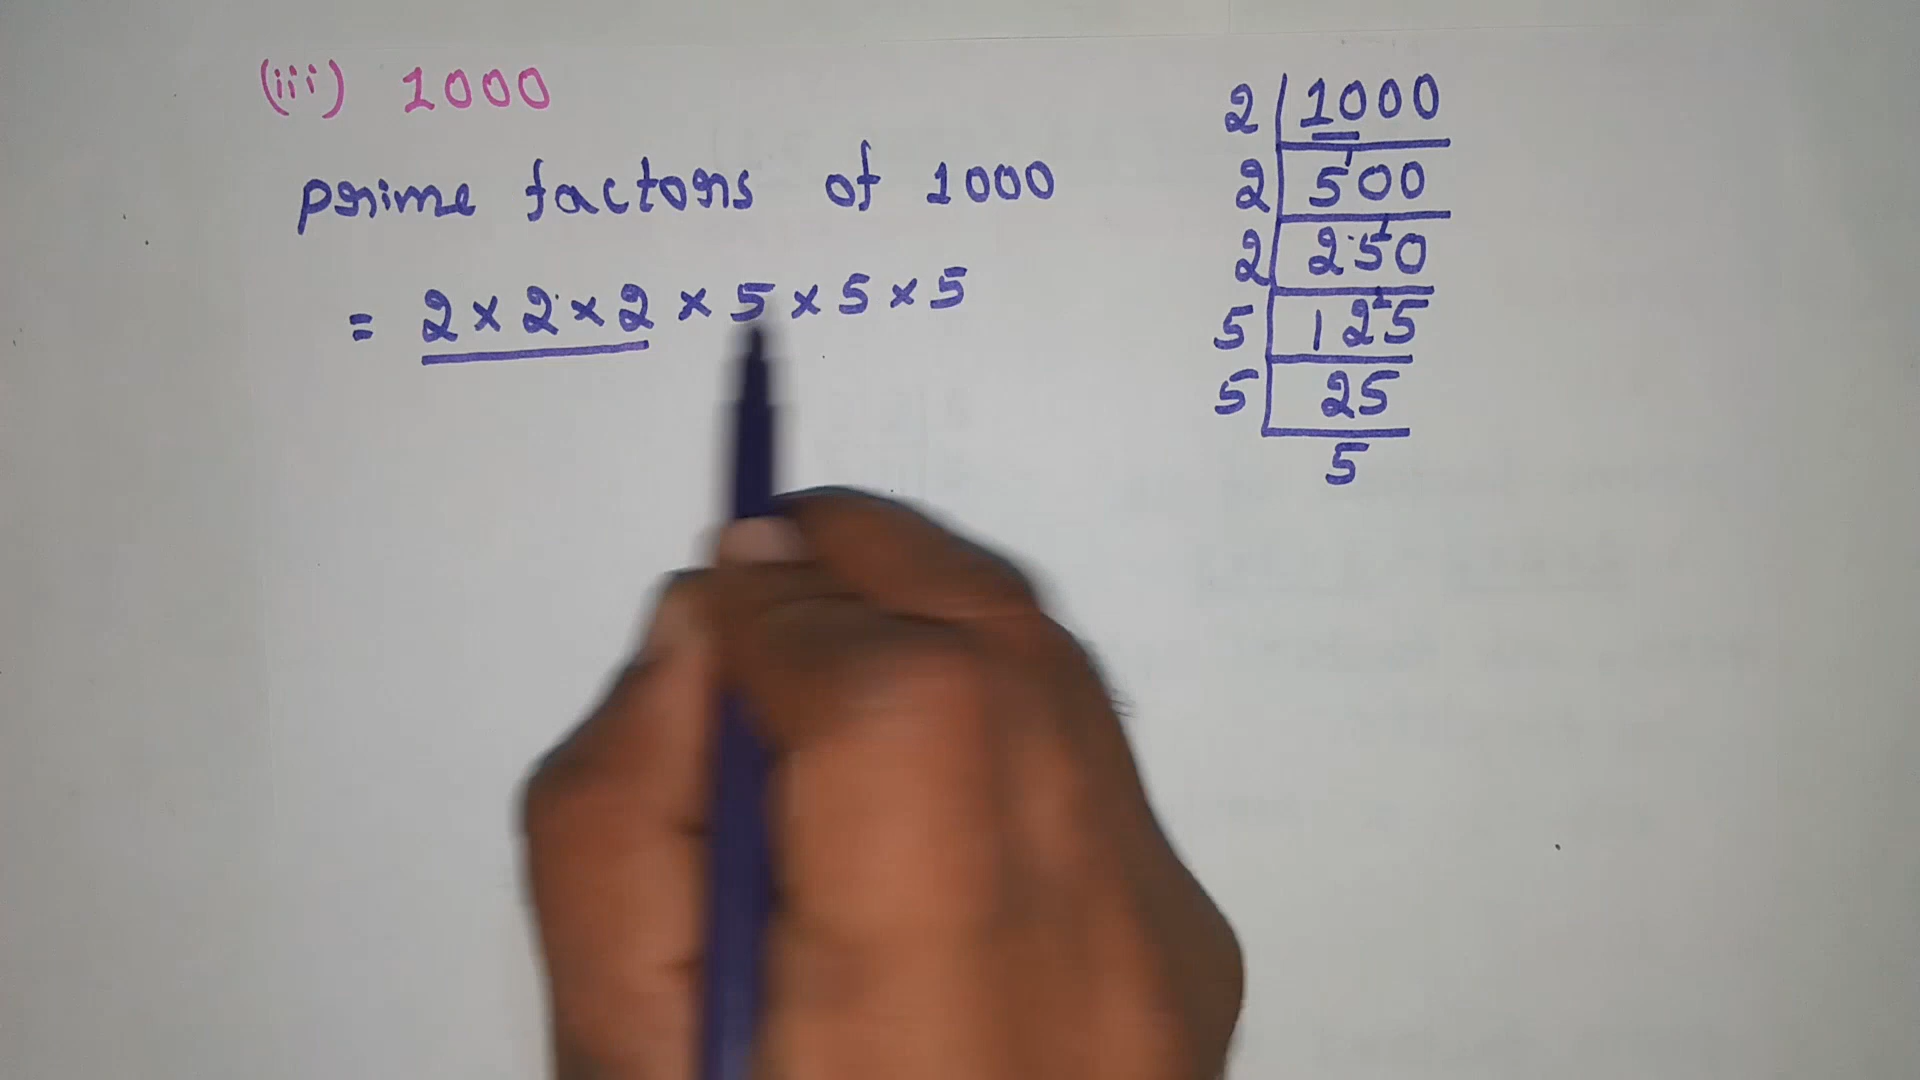 (iii) 1000
prime factors of 1000
= 2 × 2 × 2 × 5 × 5 × 5
2 | 1000
2 | 500
2 | 250
5 | 125
5 | 25
5